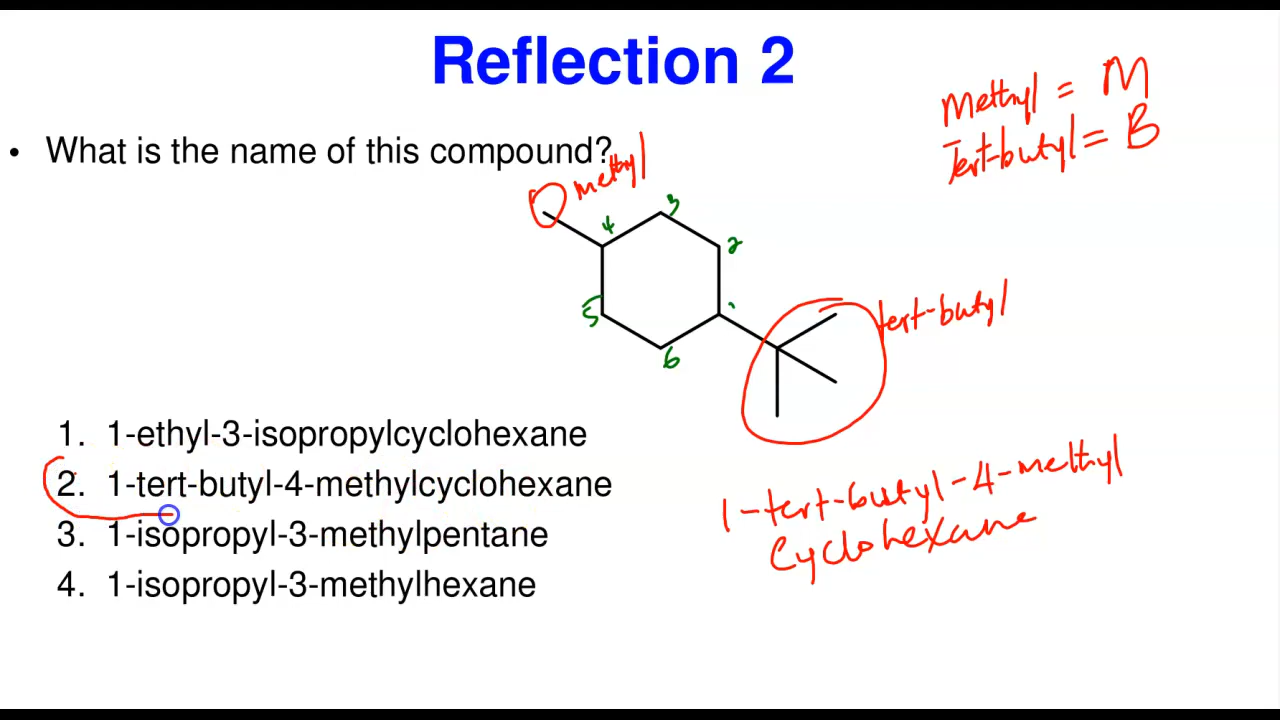 Reflection 2
methyl = M
Tert-butyl = B
• What is the name of this compound?
methyl
3
4
2
tert-butyl
5
6
1. 1-ethyl-3-isopropylcyclohexane
2. 1-tert-butyl-4-methylcyclohexane
3. 1-isopropyl-3-methylpentane
4. 1-isopropyl-3-methylhexane
1-tert-butyl-4-methyl
Cyclohexane